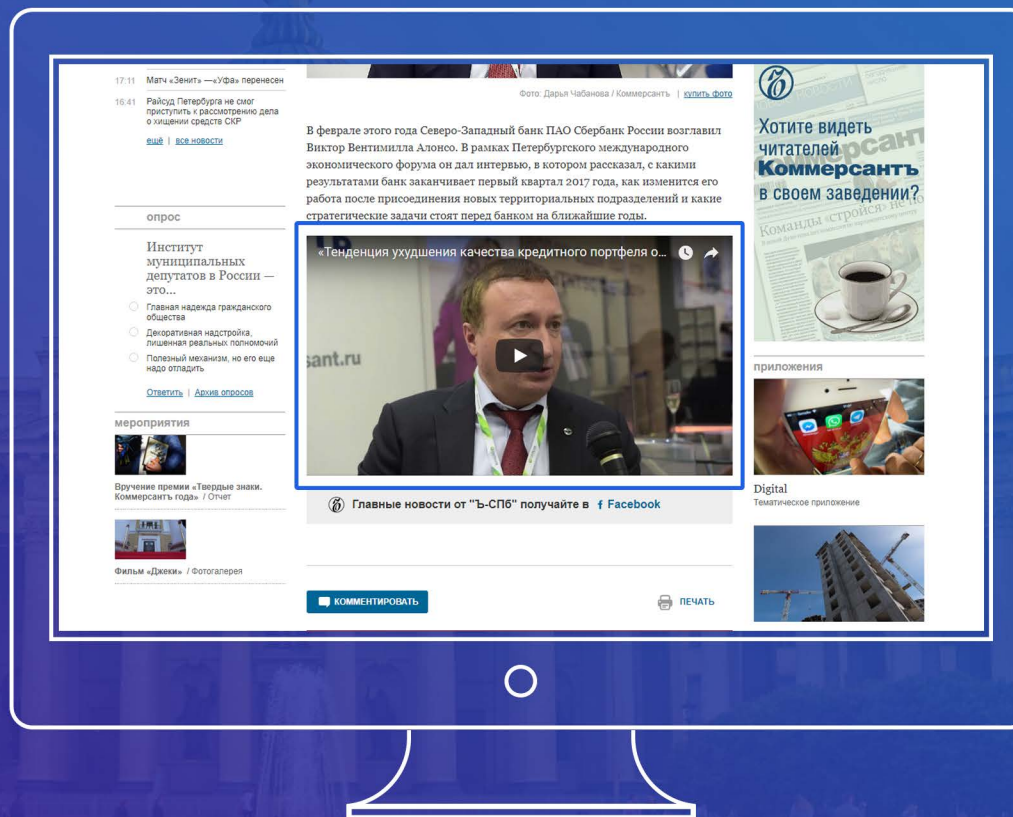 17:11 Матч «Зенит» —«Уфа» перенесен
16:41 Райсуд Петербурга не смог
приступить к рассмотрению дела
о хищении средств СКР
ещё | все новости
опрос
Институт
муниципальных
депутатов в России —
это...
Главная надежда гражданского
общества
Декоративная надстройка,
лишенная реальных полномочий
Полезный механизм, но его еще
надо отладить
Ответить | Архив опросов
мероприятия
Вручение премии «Твердые знаки.
Коммерсантъ года» / Отчет
Фильм «Джеки» / Фотогалерея
Фото: Дарья Чабанова / Коммерсантъ | купить фото
В феврале этого года Северо-Западный банк ПАО Сбербанк России возглавил
Виктор Вентимилла Алонсо. В рамках Петербургского международного
экономического форума он дал интервью, в котором рассказал, с какими
результатами банк заканчивает первый квартал 2017 года, как изменится его
работа после присоединения новых территориальных подразделений и какие
стратегические задачи стоят перед банком на ближайшие годы.
«Тенденция ухудшения качества кредитного портфеля о...
sant.ru
Главные новости от "Ъ-СПб" получайте в f Facebook
КОММЕНТИРОВАТЬ
ПЕЧАТЬ
Ъ
Хотите видеть
читателей
Коммерсантъ
в своем заведении?
Команды «стройся» не по
приложения
Digital
Тематическое приложение